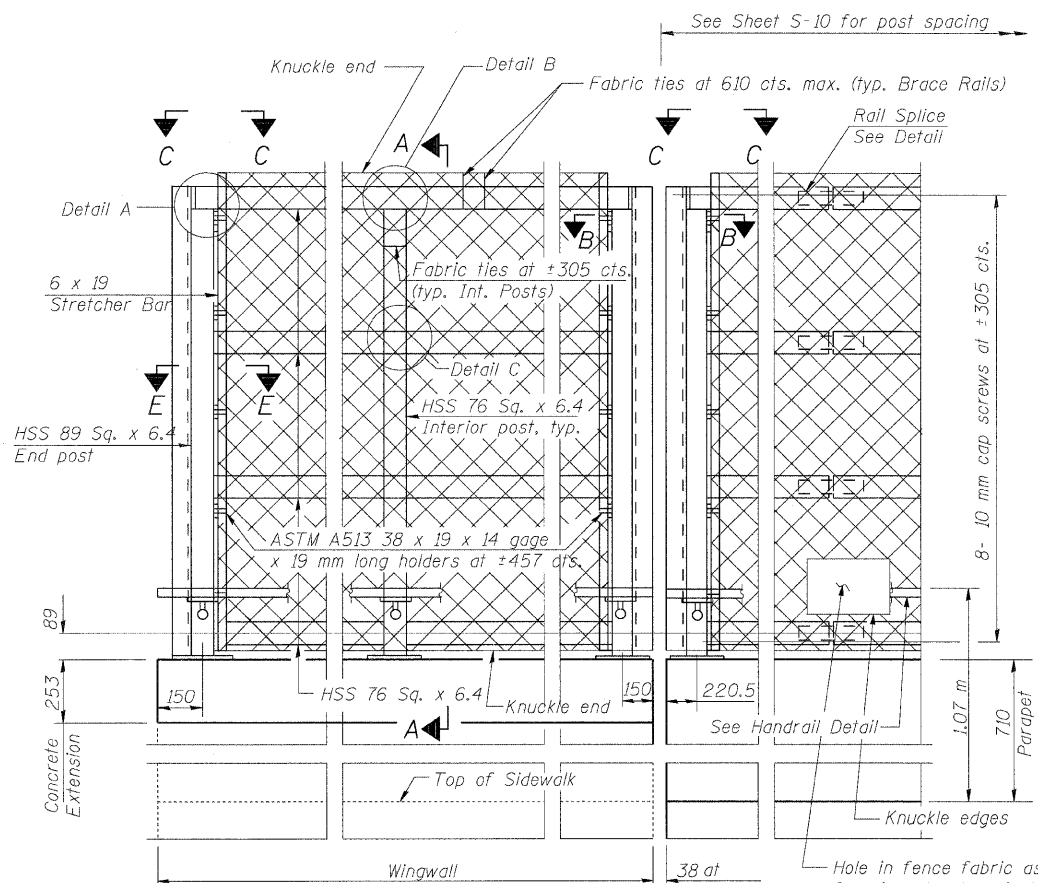 See Sheet S-10 for post spacing
Knuckle end
Detail B
Fabric ties at 610 cts. max. (typ. Brace Rails)
Rail Splice
See Detail
C
C
A
C
C
Detail A
B
B
Fabric ties at ±305 cts.
(typ. Int. Posts)
6 x 19
Stretcher Bar
Detail C
E
E
HSS 76 Sq. x 6.4
Interior post, typ.
HSS 89 Sq. x 6.4
End post
8- 10 mm cap screws at ±305 cts.
ASTM A513 38 x 19 x 14 gage
x 19 mm long holders at ±457 cts.
89
253
150
HSS 76 Sq. x 6.4
Knuckle end
150
220.5
See Handrail Detail
1.07 m
710
Parapet
A
Concrete
Extension
Top of Sidewalk
Knuckle edges
Wingwall
38 at
Hole in fence fabric as